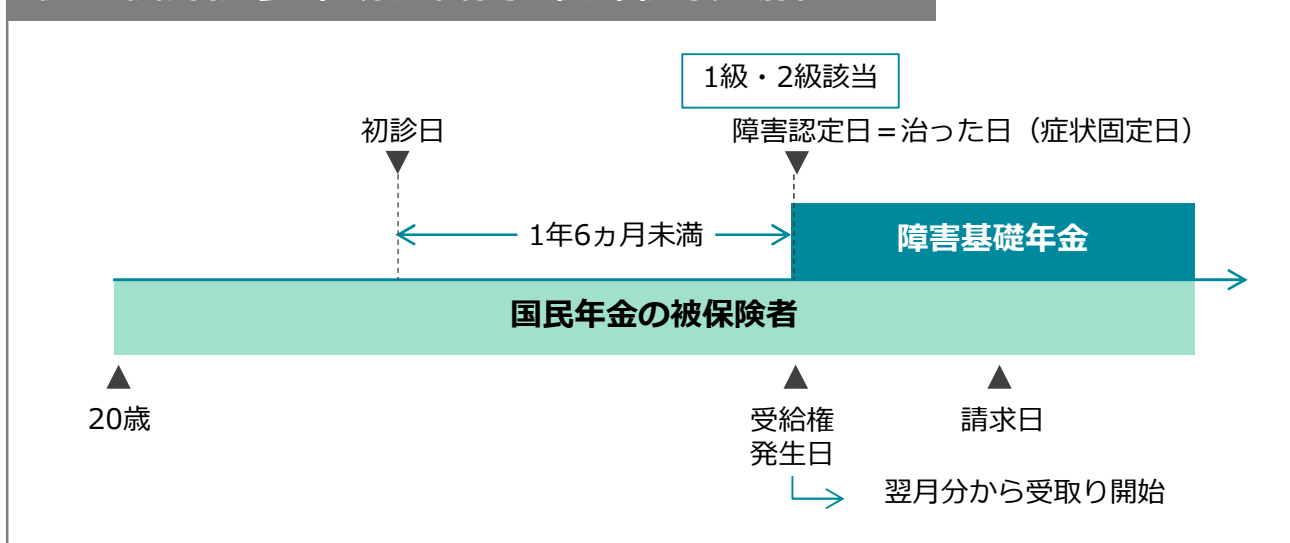 1級・2級該当
初診日
障害認定日＝治った日（症状固定日）
1年6ヵ月未満
障害基礎年金
国民年金の被保険者
20歳
受給権
発生日
請求日
翌月分から受取り開始